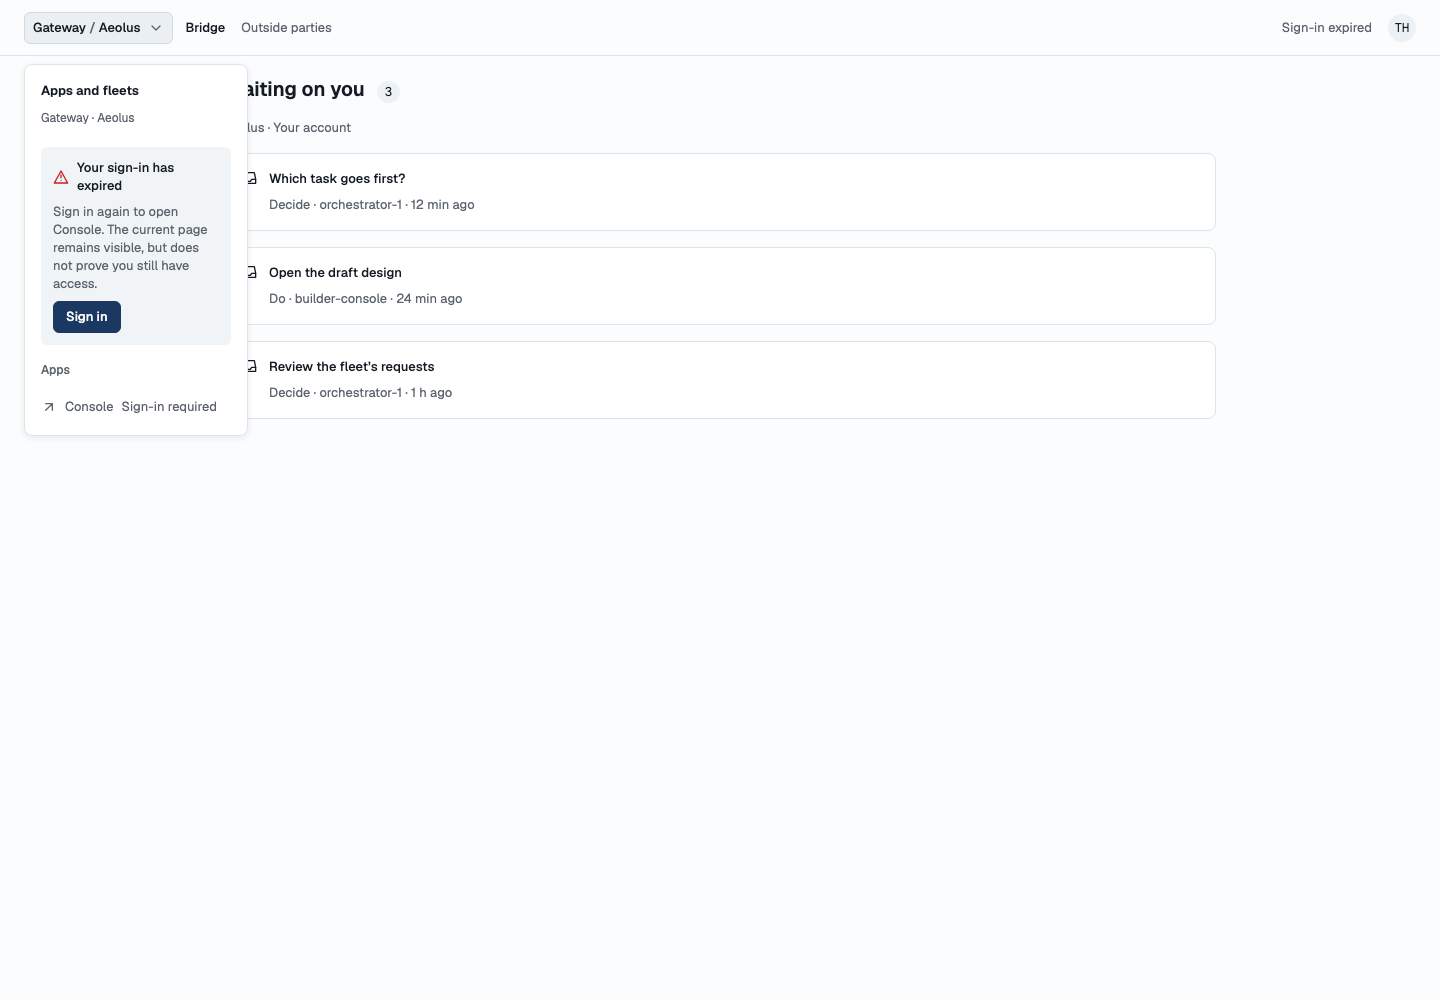 Gateway / Aeolus
Bridge
Outside parties
Sign-in expired
TH
Apps and fleets
Gateway · Aeolus
Your sign-in has
expired
Sign in again to open
Console. The current page
remains visible, but does
not prove you still have
access.
Sign in
Apps
Console Sign-in required
aiting on you 3
lus · Your account
Which task goes first?
Decide · orchestrator-1 · 12 min ago
Open the draft design
Do · builder-console · 24 min ago
Review the fleet's requests
Decide · orchestrator-1 · 1 h ago